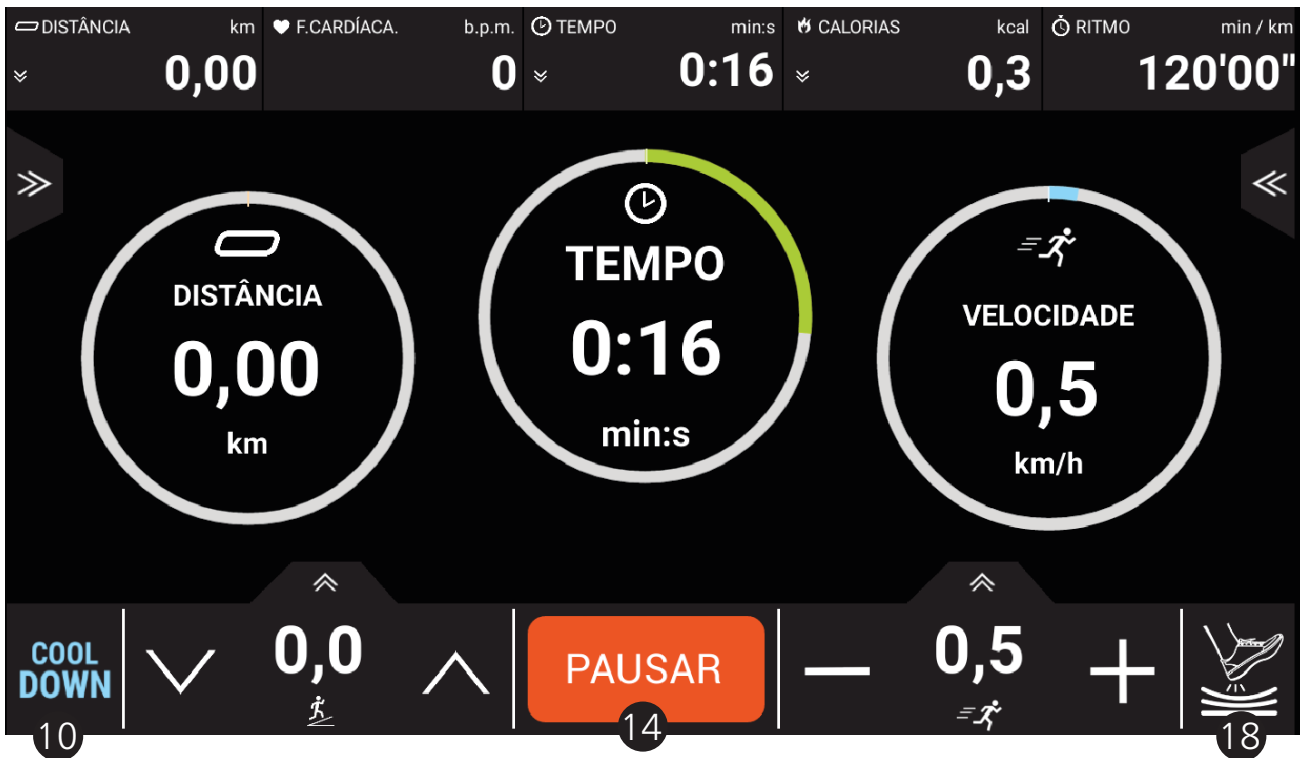 DISTÂNCIA km
0,00
F.CARDÍACA. b.p.m.
0
TEMPO min:s
0:16
CALORIAS kcal
0,3
RITMO min / km
120'00"
DISTÂNCIA
0,00
km
TEMPO
0:16
min:s
VELOCIDADE
0,5
km/h
COOL
DOWN
10
0,0
PAUSAR
14
0,5
18